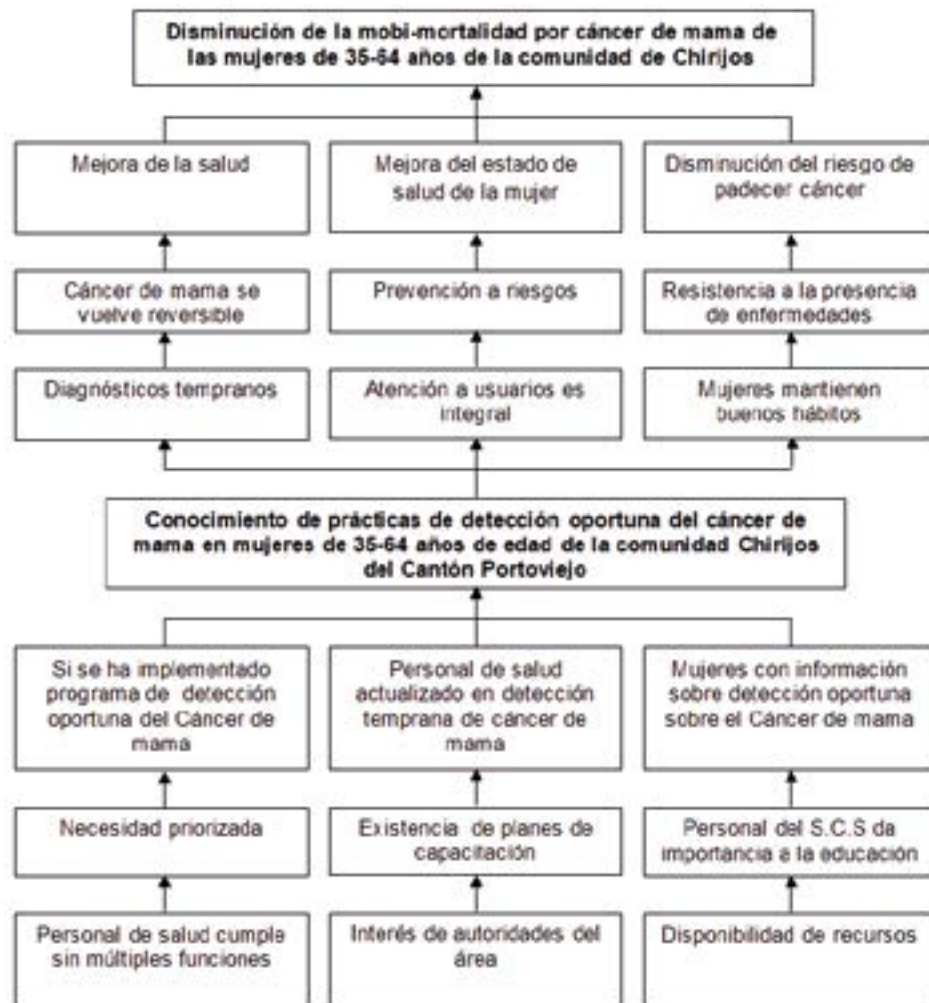 Disminución de la mobi-mortalidad por cáncer de mama de
las mujeres de 35-64 años de la comunidad de Chirijos
Mejora de la salud
Mejora del estado de
salud de la mujer
Disminución del riesgo de
padecer cáncer
Cáncer de mama se
vuelve reversible
Prevención a riesgos
Resistencia a la presencia
de enfermedades
Diagnósticos tempranos
Atención a usuarios es
integral
Mujeres mantienen
buenos hábitos
Conocimiento de prácticas de detección oportuna del cáncer de
mama en mujeres de 35-64 años de edad de la comunidad Chirijos
del Cantón Portoviejo
Si se ha implementado
programa de detección
oportuna del Cáncer de
mama
Personal de salud
actualizado en detección
temprana de cáncer de
mama
Mujeres con información
sobre detección oportuna
sobre el Cáncer de mama
Necesidad priorizada
Existencia de planes de
capacitación
Personal del S.C.S da
importancia a la educación
Personal de salud cumple
sin múltiples funciones
Interés de autoridades del
área
Disponibilidad de recursos